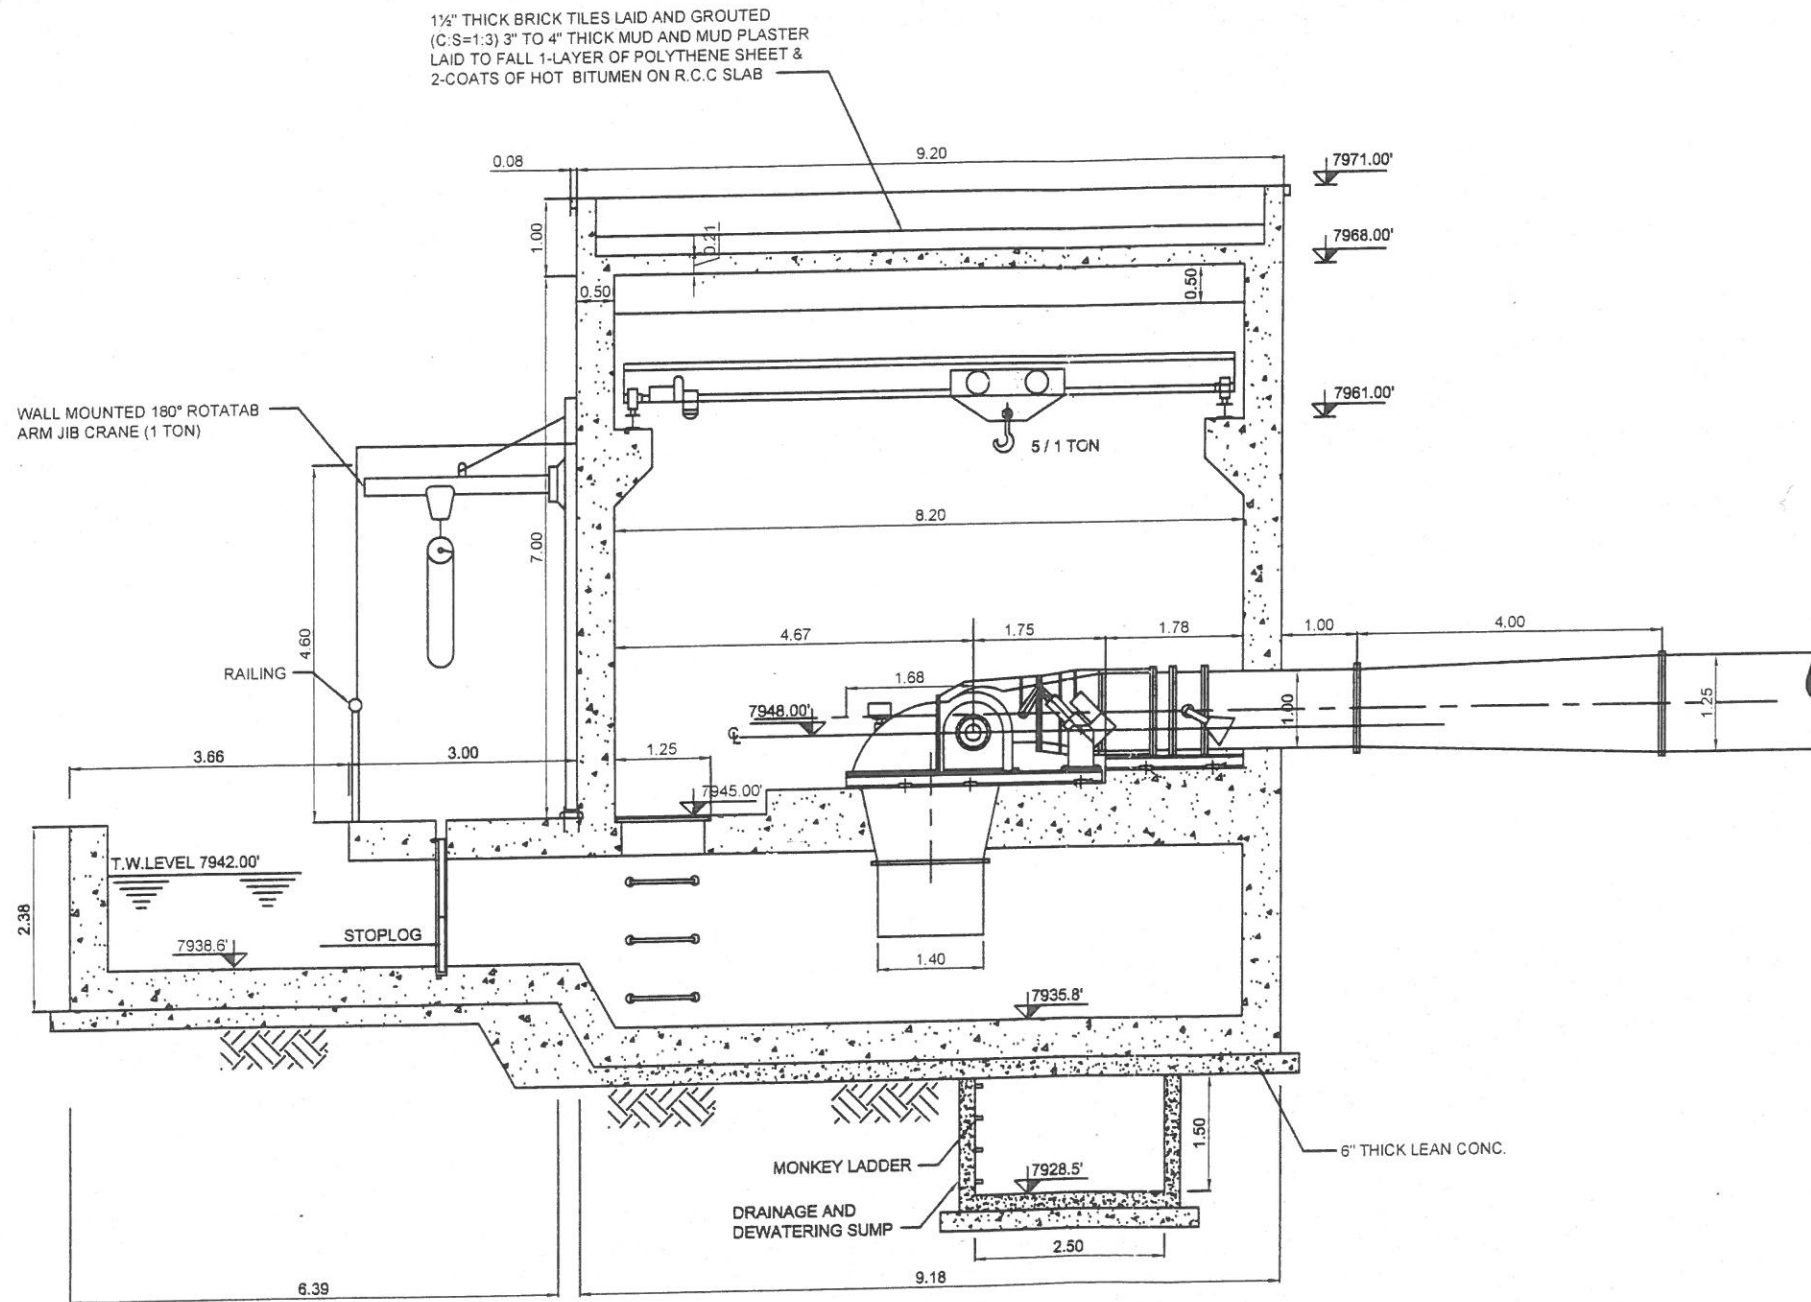 1½" THICK BRICK TILES LAID AND GROUTED
(C:S=1:3) 3" TO 4" THICK MUD AND MUD PLASTER
LAID TO FALL 1-LAYER OF POLYTHENE SHEET &
2-COATS OF HOT BITUMEN ON R.C.C SLAB
0.08
9.20
7971.00'
1.00
0.21
7968.00'
0.50
0.50
WALL MOUNTED 180° ROTATAB
ARM JIB CRANE (1 TON)
7961.00'
5 / 1 TON
8.20
7.00
4.60
4.67
1.75
1.78
1.00
4.00
RAILING
1.68
7948.00'
℄
1.00
1.25
3.66
3.00
1.25
7945.00'
T.W.LEVEL 7942.00'
2.38
7938.6'
STOPLOG
1.40
7935.8'
MONKEY LADDER
7928.5'
1.50
6" THICK LEAN CONC.
DRAINAGE AND
DEWATERING SUMP
2.50
6.39
9.18